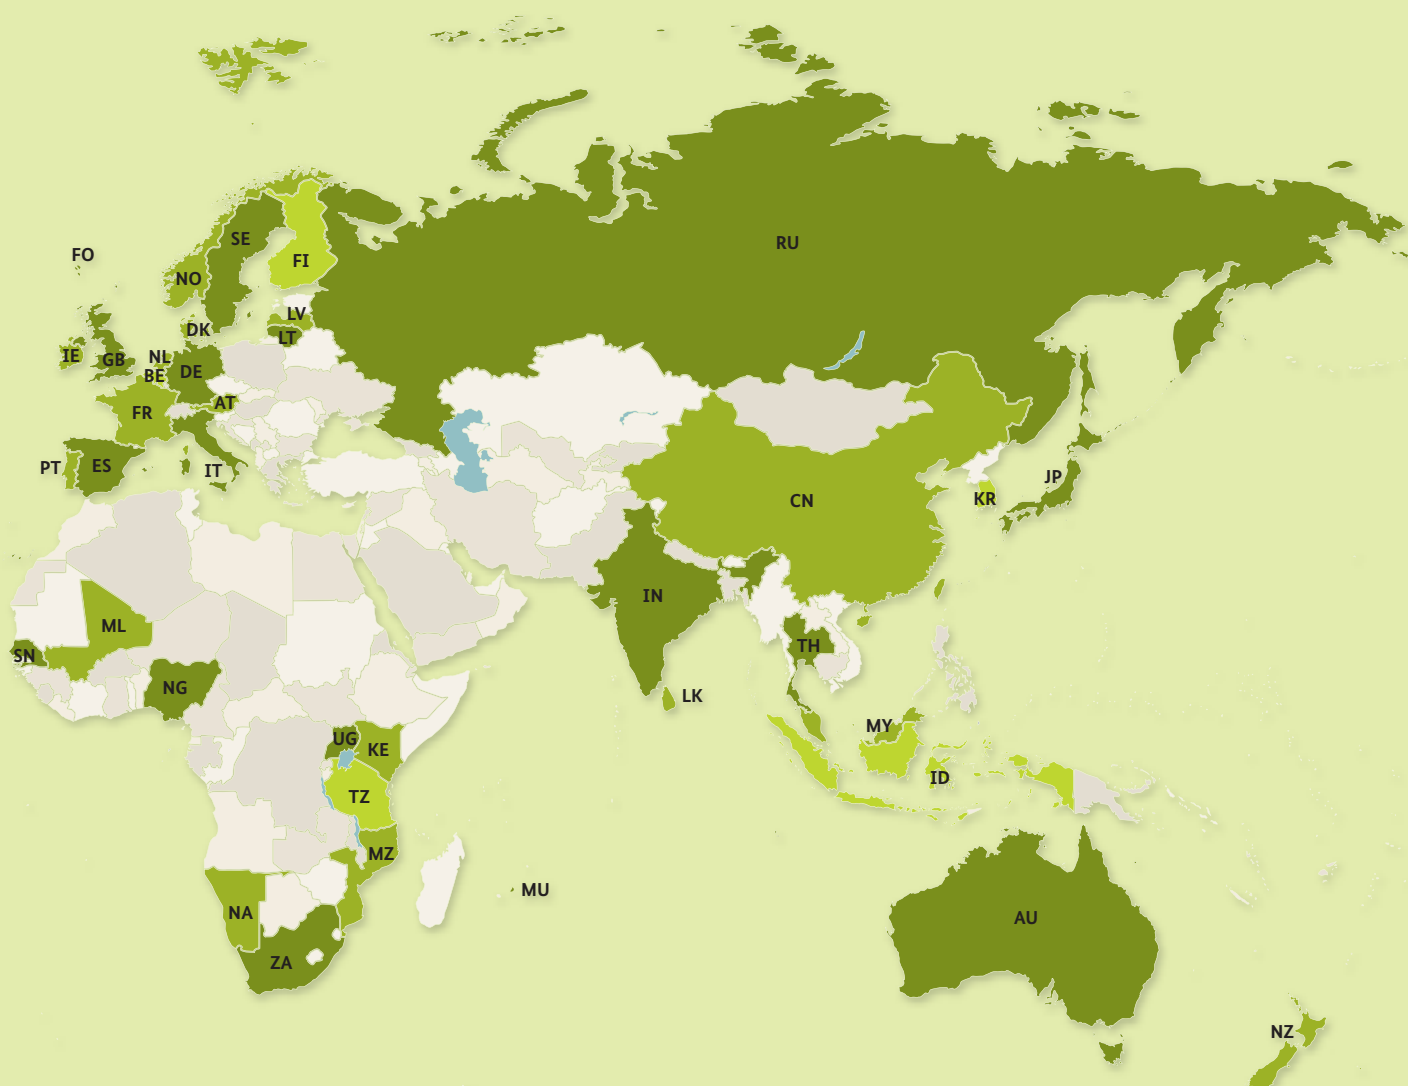 SE
RU
FO
FI
NO
LV
DK
LT
IE
GB
NL
DE
BE
AT
FR
PT
ES
IT
JP
KR
CN
IN
ML
TH
SN
NG
LK
MY
UG
KE
ID
TZ
MZ
MU
NA
AU
ZA
NZ